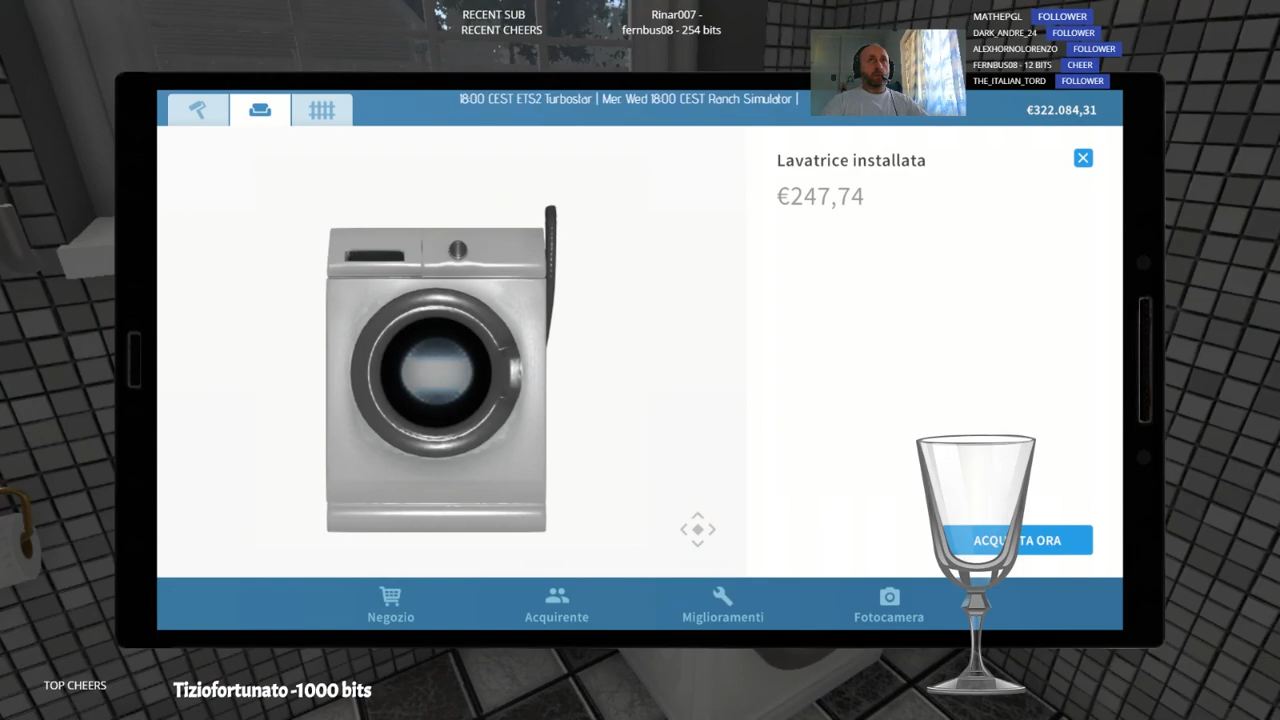 RECENT SUB
Rinar007 -
RECENT CHEERS
fernbus08 - 254 bits
MATHEPGL FOLLOWER
DARK_ANDRE_24 FOLLOWER
ALEXHORNOLORENZO FOLLOWER
FERNBUS08 - 12 BITS CHEER
THE_ITALIAN_TORD FOLLOWER
18:00 CEST ETS2 Turbostar | Mer. Wed 18:00 CEST Ranch Simulator |
€322.084,31
Lavatrice installata
€247,74
Negozio
Acquirente
Miglioramenti
Fotocamera
TOP CHEERS
Tiziofortunato -1000 bits